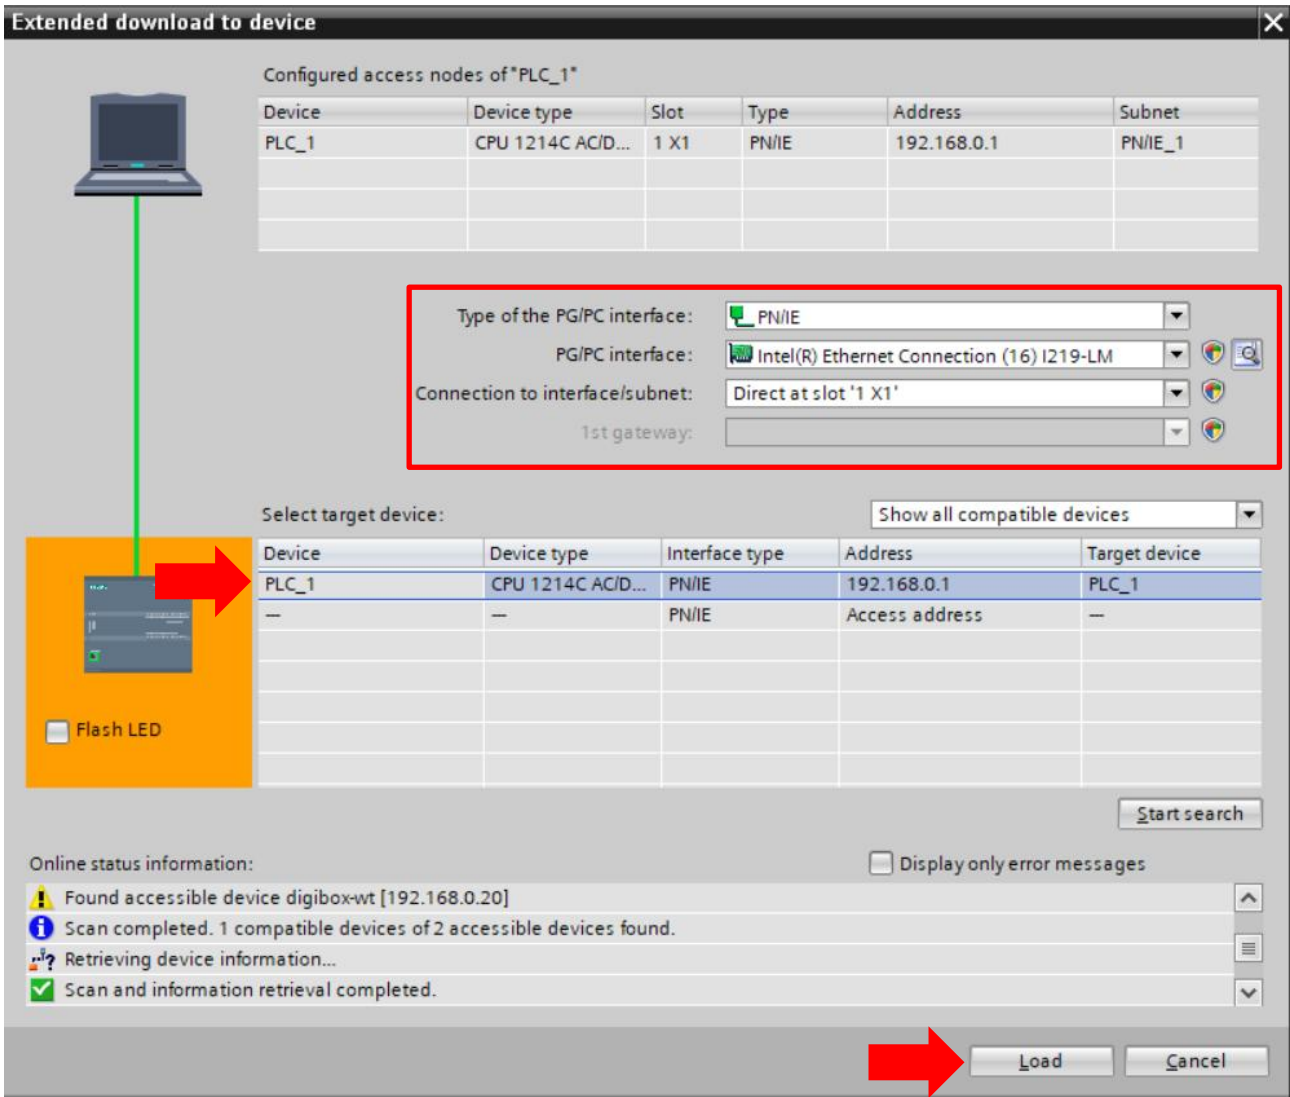 Extended download to device
Configured access nodes of "PLC_1"
Device Device type Slot Type Address Subnet
PLC_1 CPU 1214C AC/D... 1 X1 PN/IE 192.168.0.1 PN/IE_1
Type of the PG/PC interface: PN/IE
PG/PC interface: Intel(R) Ethernet Connection (16) I219-LM
Connection to interface/subnet: Direct at slot '1 X1'
1st gateway:
Select target device: Show all compatible devices
Device Device type Interface type Address Target device
PLC_1 CPU 1214C AC/D... PN/IE 192.168.0.1 PLC_1
— — PN/IE Access address —
Flash LED
Start search
Online status information: Display only error messages
Found accessible device digibox-wt [192.168.0.20]
Scan completed. 1 compatible devices of 2 accessible devices found.
Retrieving device information...
Scan and information retrieval completed.
Load Cancel